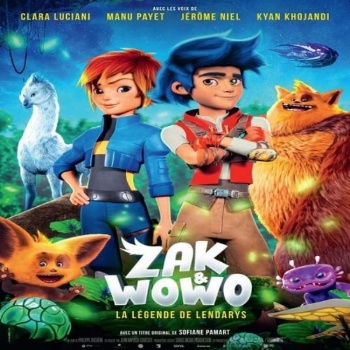 AVEC LES VOIX DE
CLARA LUCIANI MANU PAYET JÉRÔME NIEL KYAN KHOJANDI
ZAK
&
WOWO
LA LÉGENDE DE LENDARYS
AVEC UN TITRE ORIGINAL DE SOFIANE PAMART